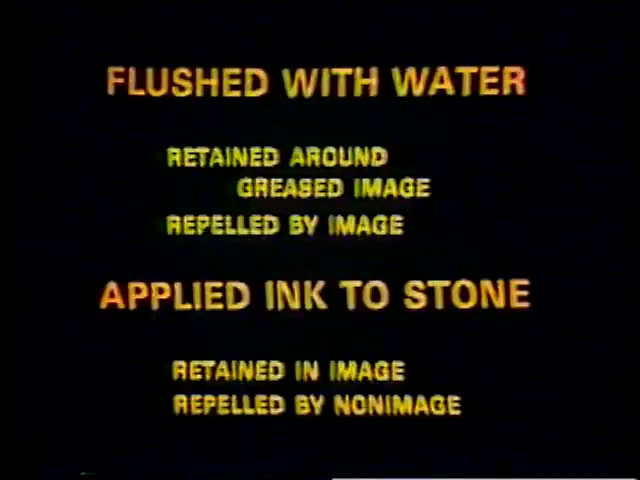 FLUSHED WITH WATER
RETAINED AROUND
GREASED IMAGE
REPELLED BY IMAGE
APPLIED INK TO STONE
RETAINED IN IMAGE
REPELLED BY NONIMAGE